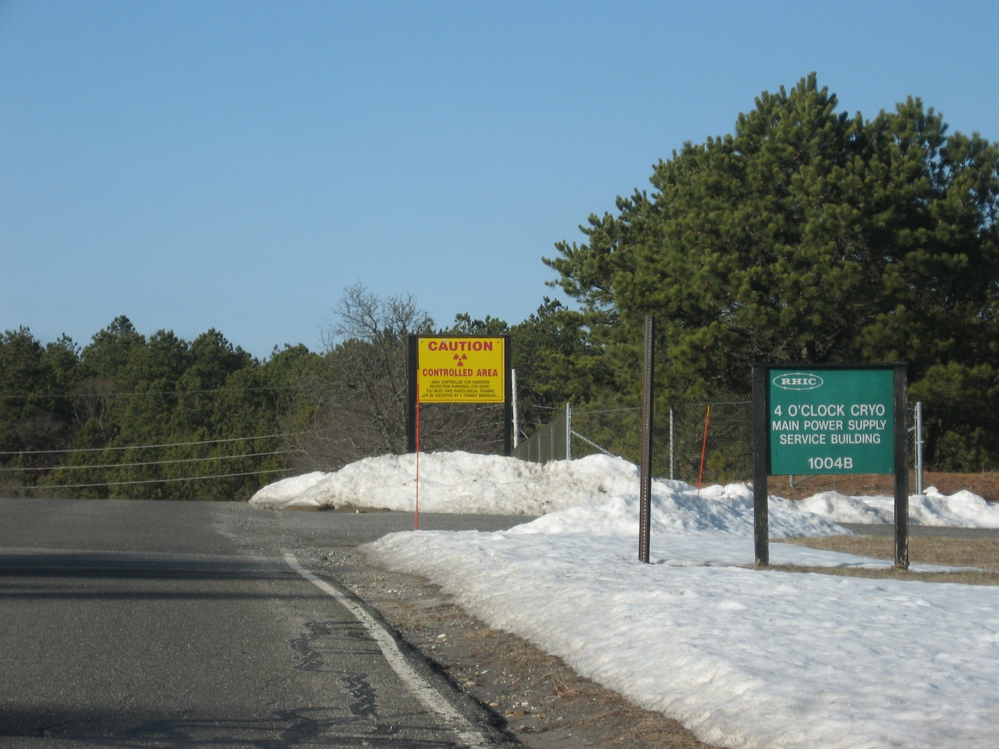 CAUTION
CONTROLLED AREA
AREA CONTROLLED FOR RADIATION
PROTECTION PURPOSES. FOR ENTRY,
YOU MUST HAVE RADIOLOGICAL TRAINING
OR BE ESCORTED BY A TRAINED INDIVIDUAL.
RHIC
4 O'CLOCK CRYO
MAIN POWER SUPPLY
SERVICE BUILDING
1004B